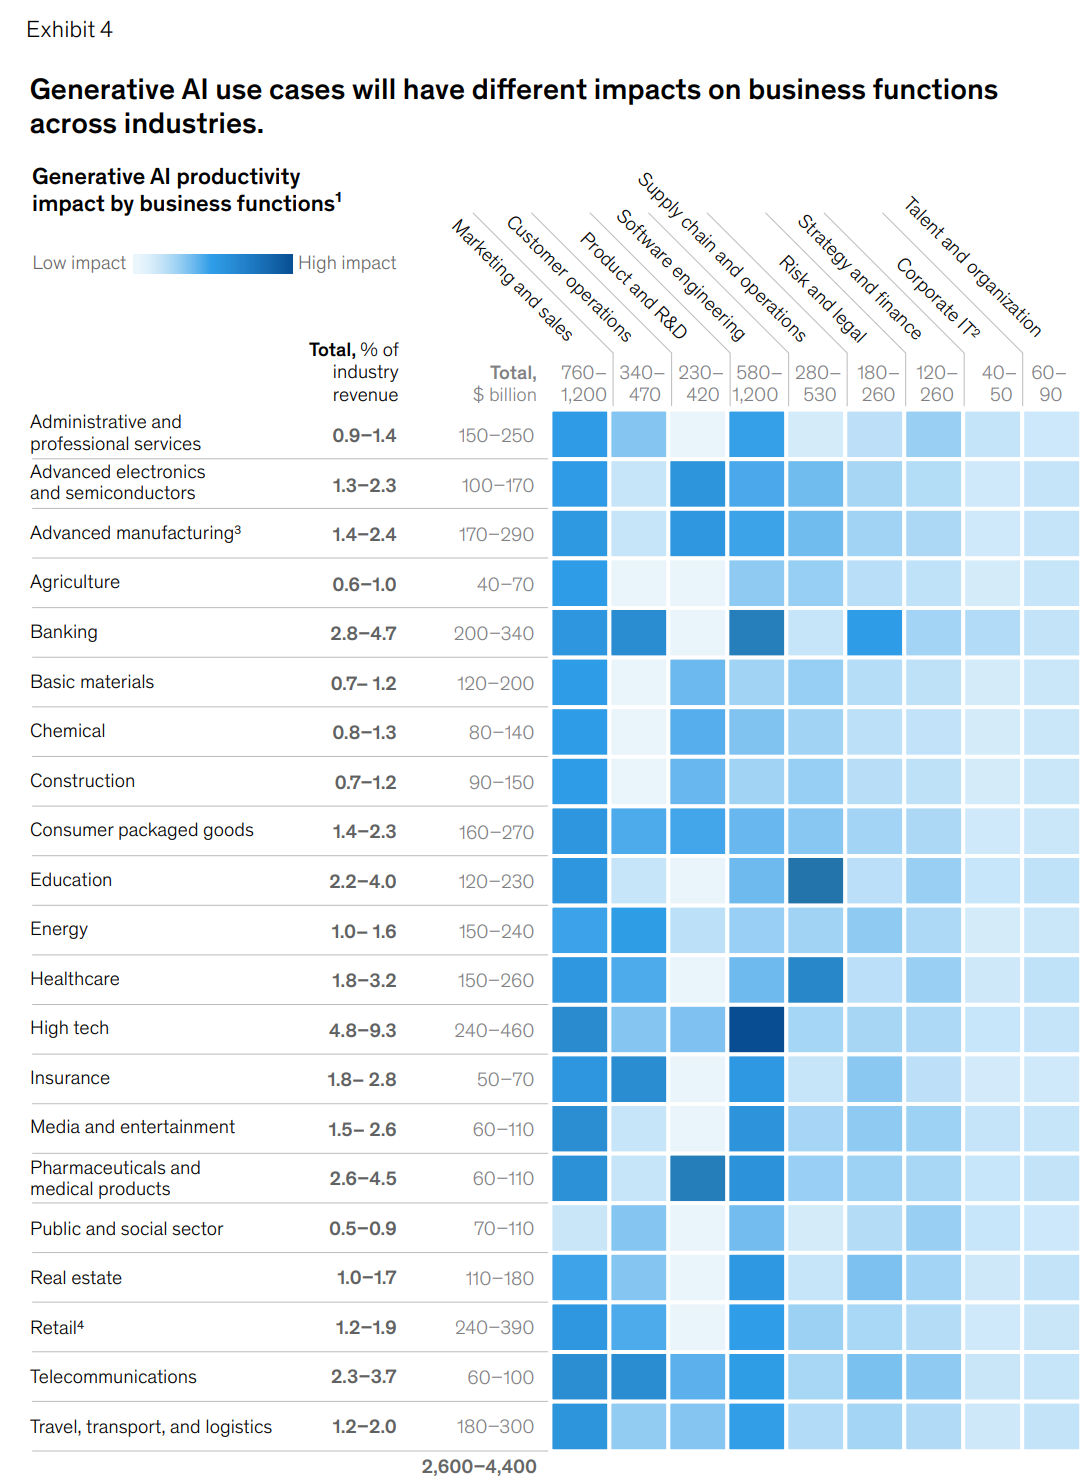 Exhibit 4
Generative AI use cases will have different impacts on business functions
across industries.
Generative AI productivity
impact by business functions¹
Low impact
High impact
Marketing and sales
Customer operations
Product and R&D
Software engineering
Supply chain and operations
Risk and legal
Strategy and finance
Corporate IT²
Talent and organization
Total, % of
industry
revenue
Total,
$ billion
760– 340– 230– 580– 280– 180– 120– 40– 60–
1,200 470 420 1,200 530 260 260 50 90
Administrative and
professional services
0.9–1.4 150–250
Advanced electronics
and semiconductors
1.3–2.3 100–170
Advanced manufacturing³ 1.4–2.4 170–290
Agriculture 0.6–1.0 40–70
Banking 2.8–4.7 200–340
Basic materials 0.7– 1.2 120–200
Chemical 0.8–1.3 80–140
Construction 0.7–1.2 90–150
Consumer packaged goods 1.4–2.3 160–270
Education 2.2–4.0 120–230
Energy 1.0– 1.6 150–240
Healthcare 1.8–3.2 150–260
High tech 4.8–9.3 240–460
Insurance 1.8– 2.8 50–70
Media and entertainment 1.5– 2.6 60–110
Pharmaceuticals and
medical products
2.6–4.5 60–110
Public and social sector 0.5–0.9 70–110
Real estate 1.0–1.7 110–180
Retail⁴ 1.2–1.9 240–390
Telecommunications 2.3–3.7 60–100
Travel, transport, and logistics 1.2–2.0 180–300
2,600–4,400